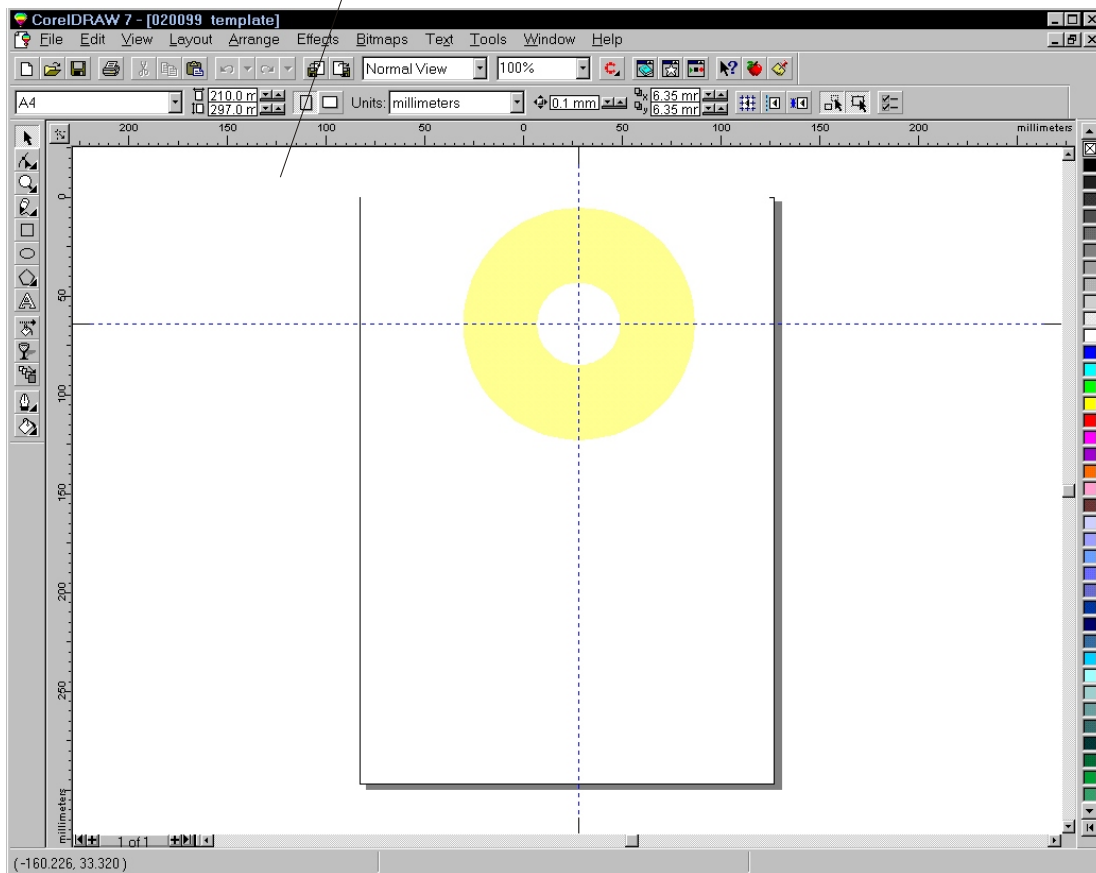 CorelDRAW 7 - [020099 template]
File Edit View Layout Arrange Effects Bitmaps Text Tools Window Help
Normal View 100%
A4 210.0 m 297.0 m Units: millimeters 0.1 mm x 6.35 mr y 6.35 mr
200 150 100 50 0 50 100 150 200 millimeters
0
50
100
150
200
250
millimeters
1 of 1
(-160.226, 33.320)